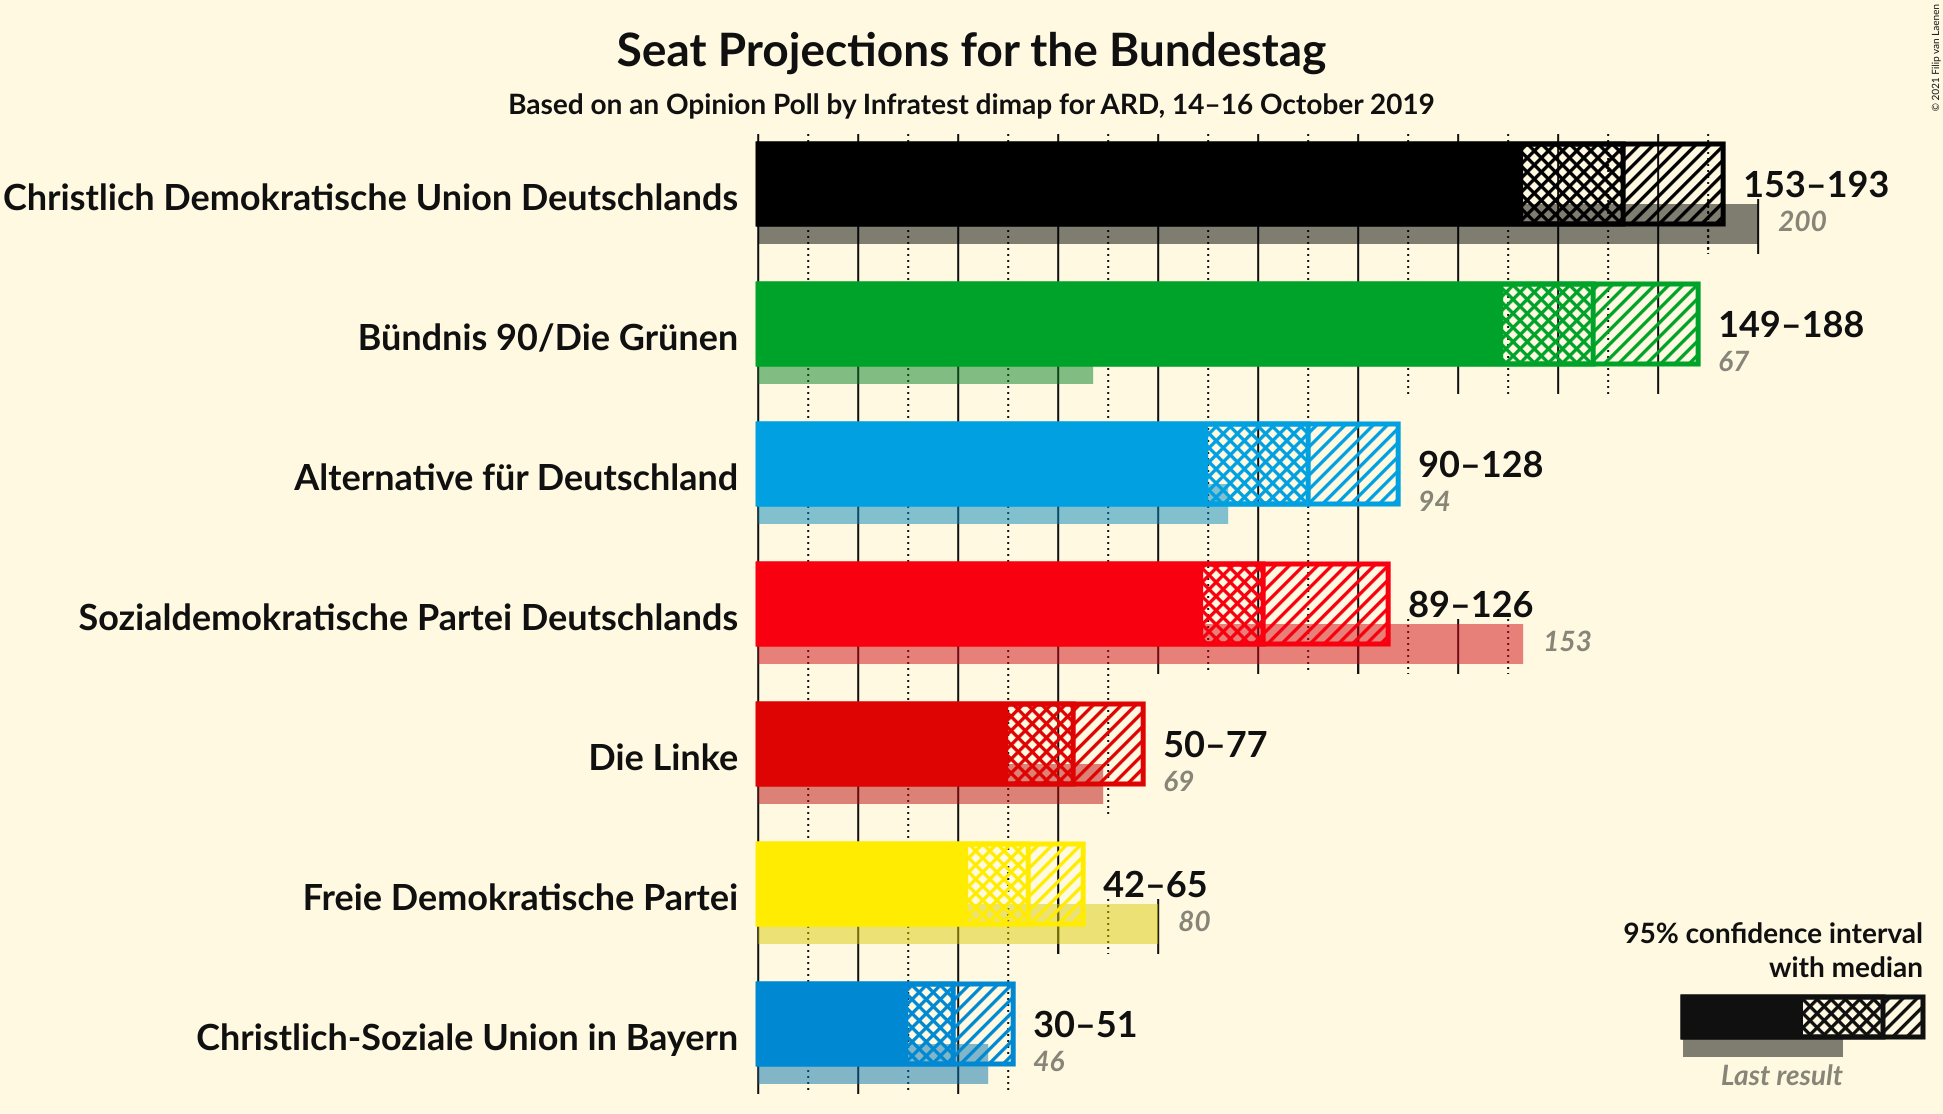 Seat Projections for the Bundestag
Based on an Opinion Poll by Infratest dimap for ARD, 14–16 October 2019
© 2021 Filip van Laenen
Christlich Demokratische Union Deutschlands
153–193
200
Bündnis 90/Die Grünen
149–188
67
Alternative für Deutschland
90–128
94
Sozialdemokratische Partei Deutschlands
89–126
153
Die Linke
50–77
69
Freie Demokratische Partei
42–65
80
Christlich-Soziale Union in Bayern
30–51
46
95% confidence interval
with median
Last result